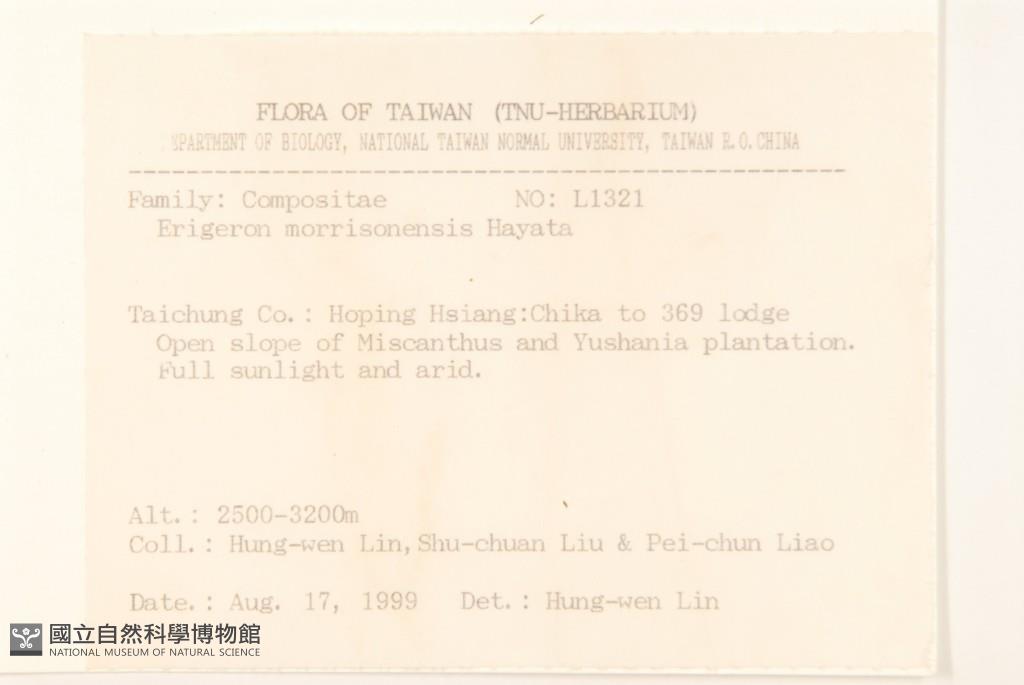 FLORA OF TAIWAN (TNU-HERBARIUM)
DEPARTMENT OF BIOLOGY, NATIONAL TAIWAN NORMAL UNIVERSITY, TAIWAN R.O.CHINA
Family: Compositae NO: L1321
Erigeron morrisonensis Hayata
Taichung Co.: Hoping Hsiang:Chika to 369 lodge
Open slope of Miscanthus and Yushania plantation.
Full sunlight and arid.
Alt.: 2500-3200m
Coll.: Hung-wen Lin,Shu-chuan Liu & Pei-chun Liao
Date.: Aug. 17, 1999 Det.: Hung-wen Lin
國立自然科學博物館
NATIONAL MUSEUM OF NATURAL SCIENCE